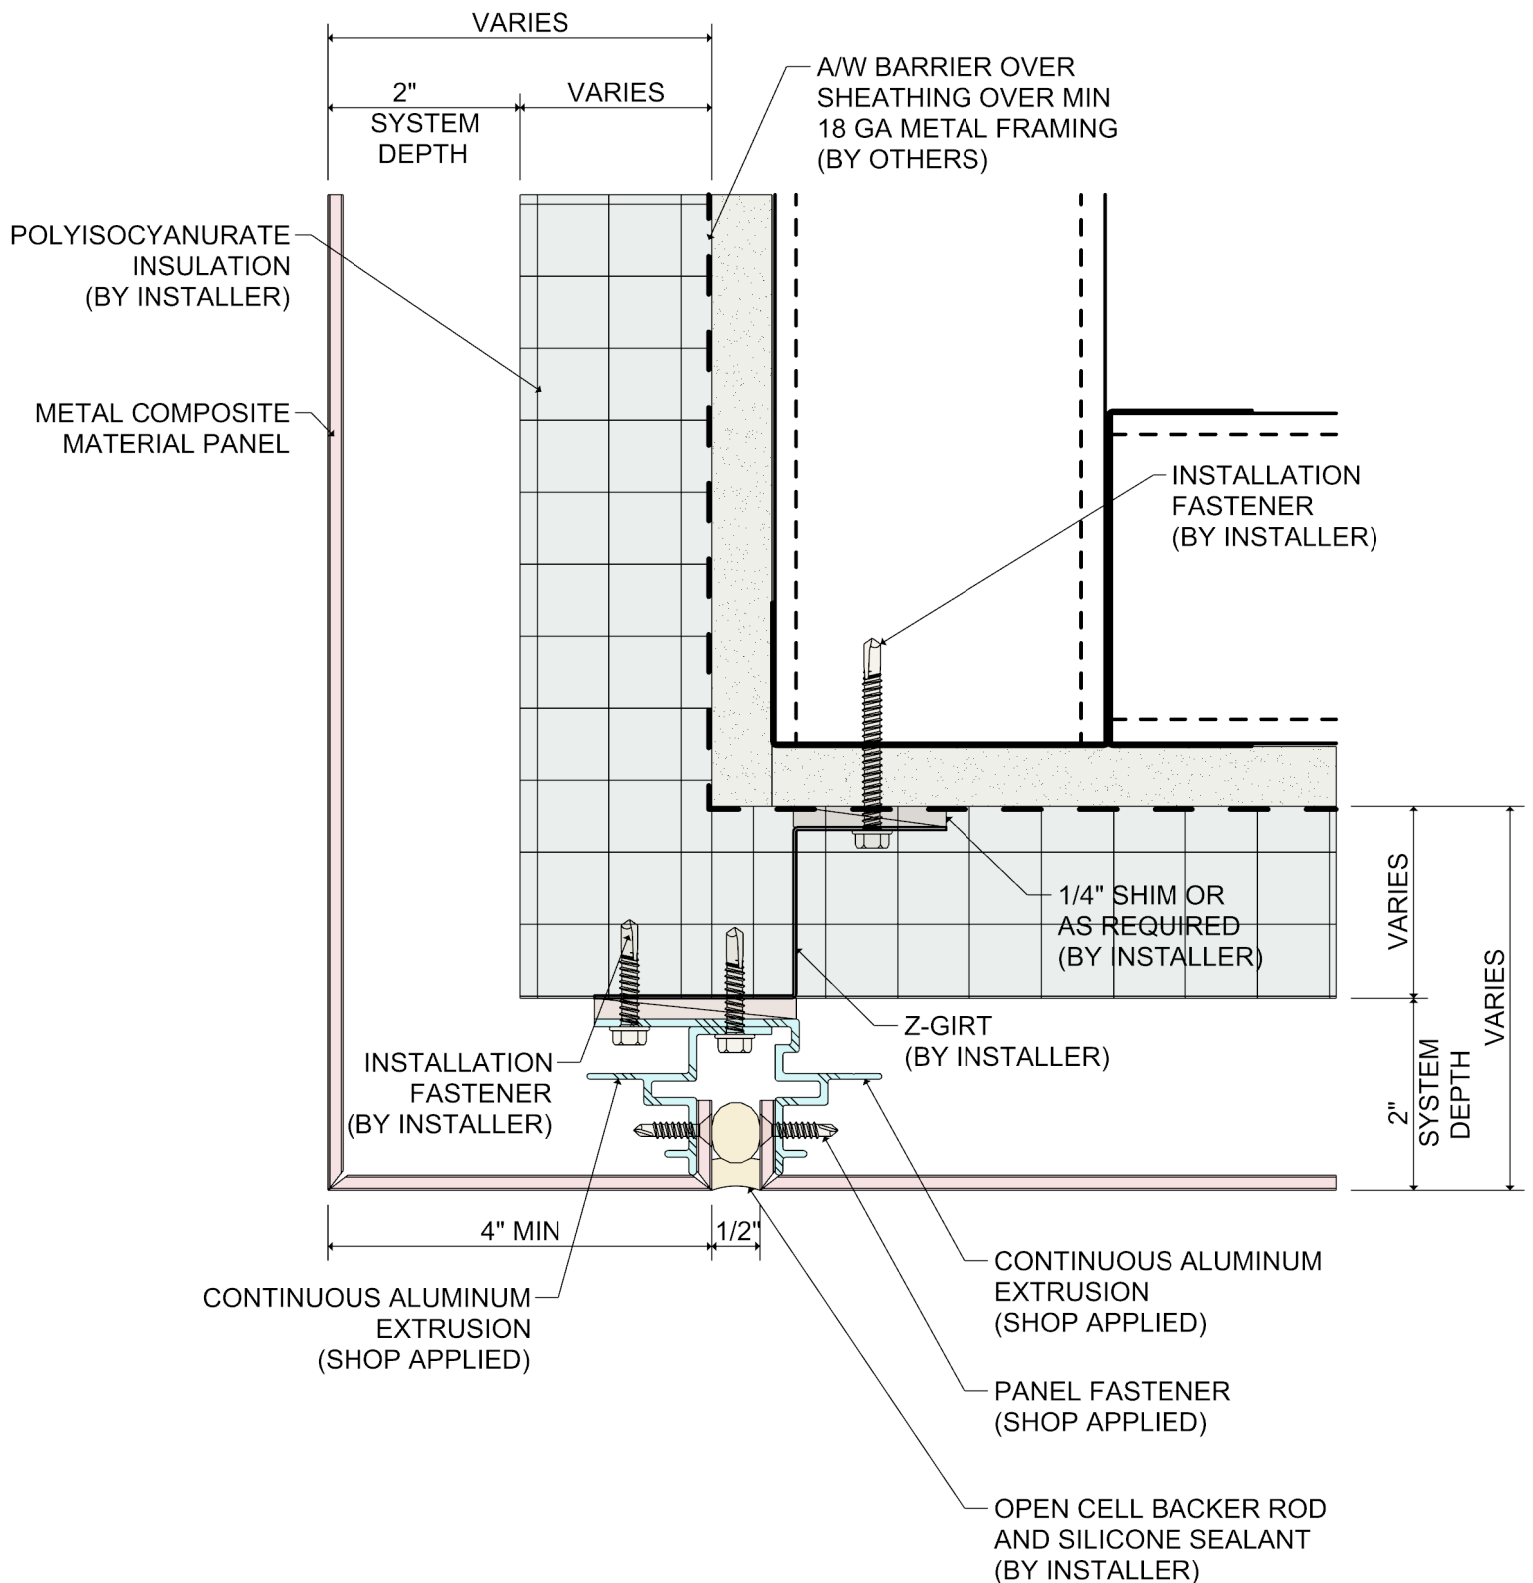 VARIES
2"
SYSTEM
DEPTH
VARIES
A/W BARRIER OVER
SHEATHING OVER MIN
18 GA METAL FRAMING
(BY OTHERS)
POLYISOCYANURATE
INSULATION
(BY INSTALLER)
METAL COMPOSITE
MATERIAL PANEL
INSTALLATION
FASTENER
(BY INSTALLER)
1/4" SHIM OR
AS REQUIRED
(BY INSTALLER)
VARIES
VARIES
2"
SYSTEM
DEPTH
Z-GIRT
(BY INSTALLER)
INSTALLATION
FASTENER
(BY INSTALLER)
4" MIN
1/2"
CONTINUOUS ALUMINUM
EXTRUSION
(SHOP APPLIED)
CONTINUOUS ALUMINUM
EXTRUSION
(SHOP APPLIED)
PANEL FASTENER
(SHOP APPLIED)
OPEN CELL BACKER ROD
AND SILICONE SEALANT
(BY INSTALLER)